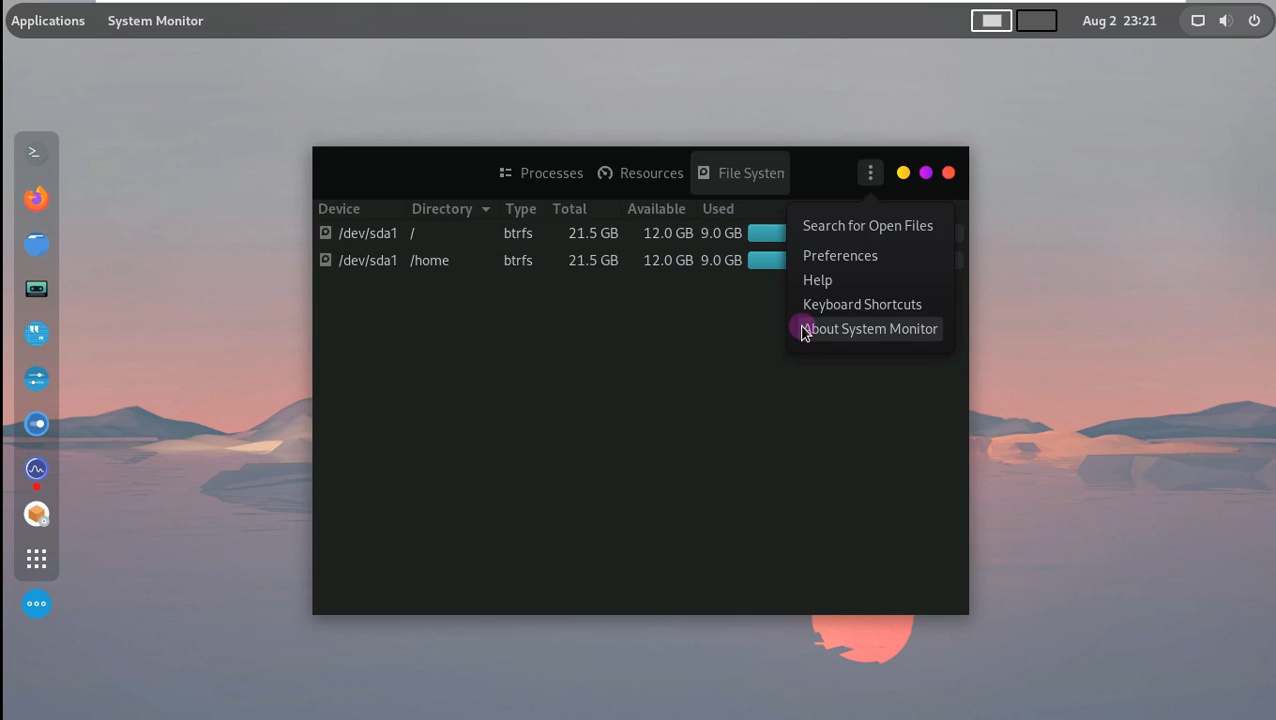 Applications System Monitor Aug 2 23:21
Processes Resources File System
Device Directory Type Total Available Used
/dev/sda1 / btrfs 21.5 GB 12.0 GB 9.0 GB
/dev/sda1 /home btrfs 21.5 GB 12.0 GB 9.0 GB
Search for Open Files
Preferences
Help
Keyboard Shortcuts
About System Monitor